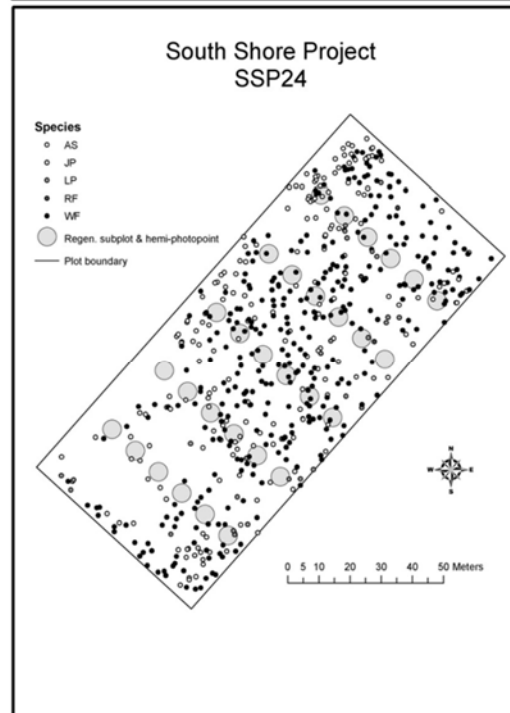 South Shore Project
SSP24
Species
AS
JP
LP
RF
WF
Regen. subplot & hemi-photopoint
Plot boundary
N
W E
S
0 5 10 20 30 40 50 Meters